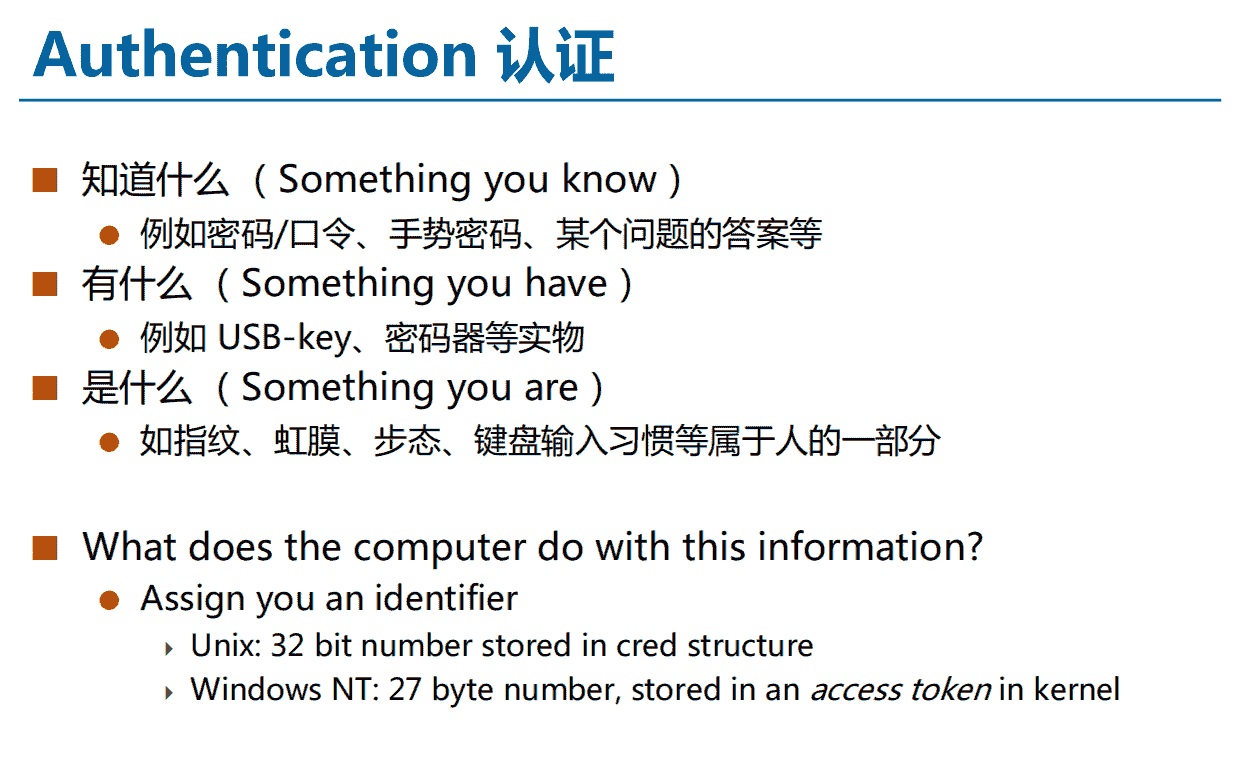 Authentication 认证
知道什么（Something you know）
例如密码/口令、手势密码、某个问题的答案等
有什么（Something you have）
例如 USB-key、密码器等实物
是什么（Something you are）
如指纹、虹膜、步态、键盘输入习惯等属于人的一部分
What does the computer do with this information?
Assign you an identifier
Unix: 32 bit number stored in cred structure
Windows NT: 27 byte number, stored in an access token in kernel